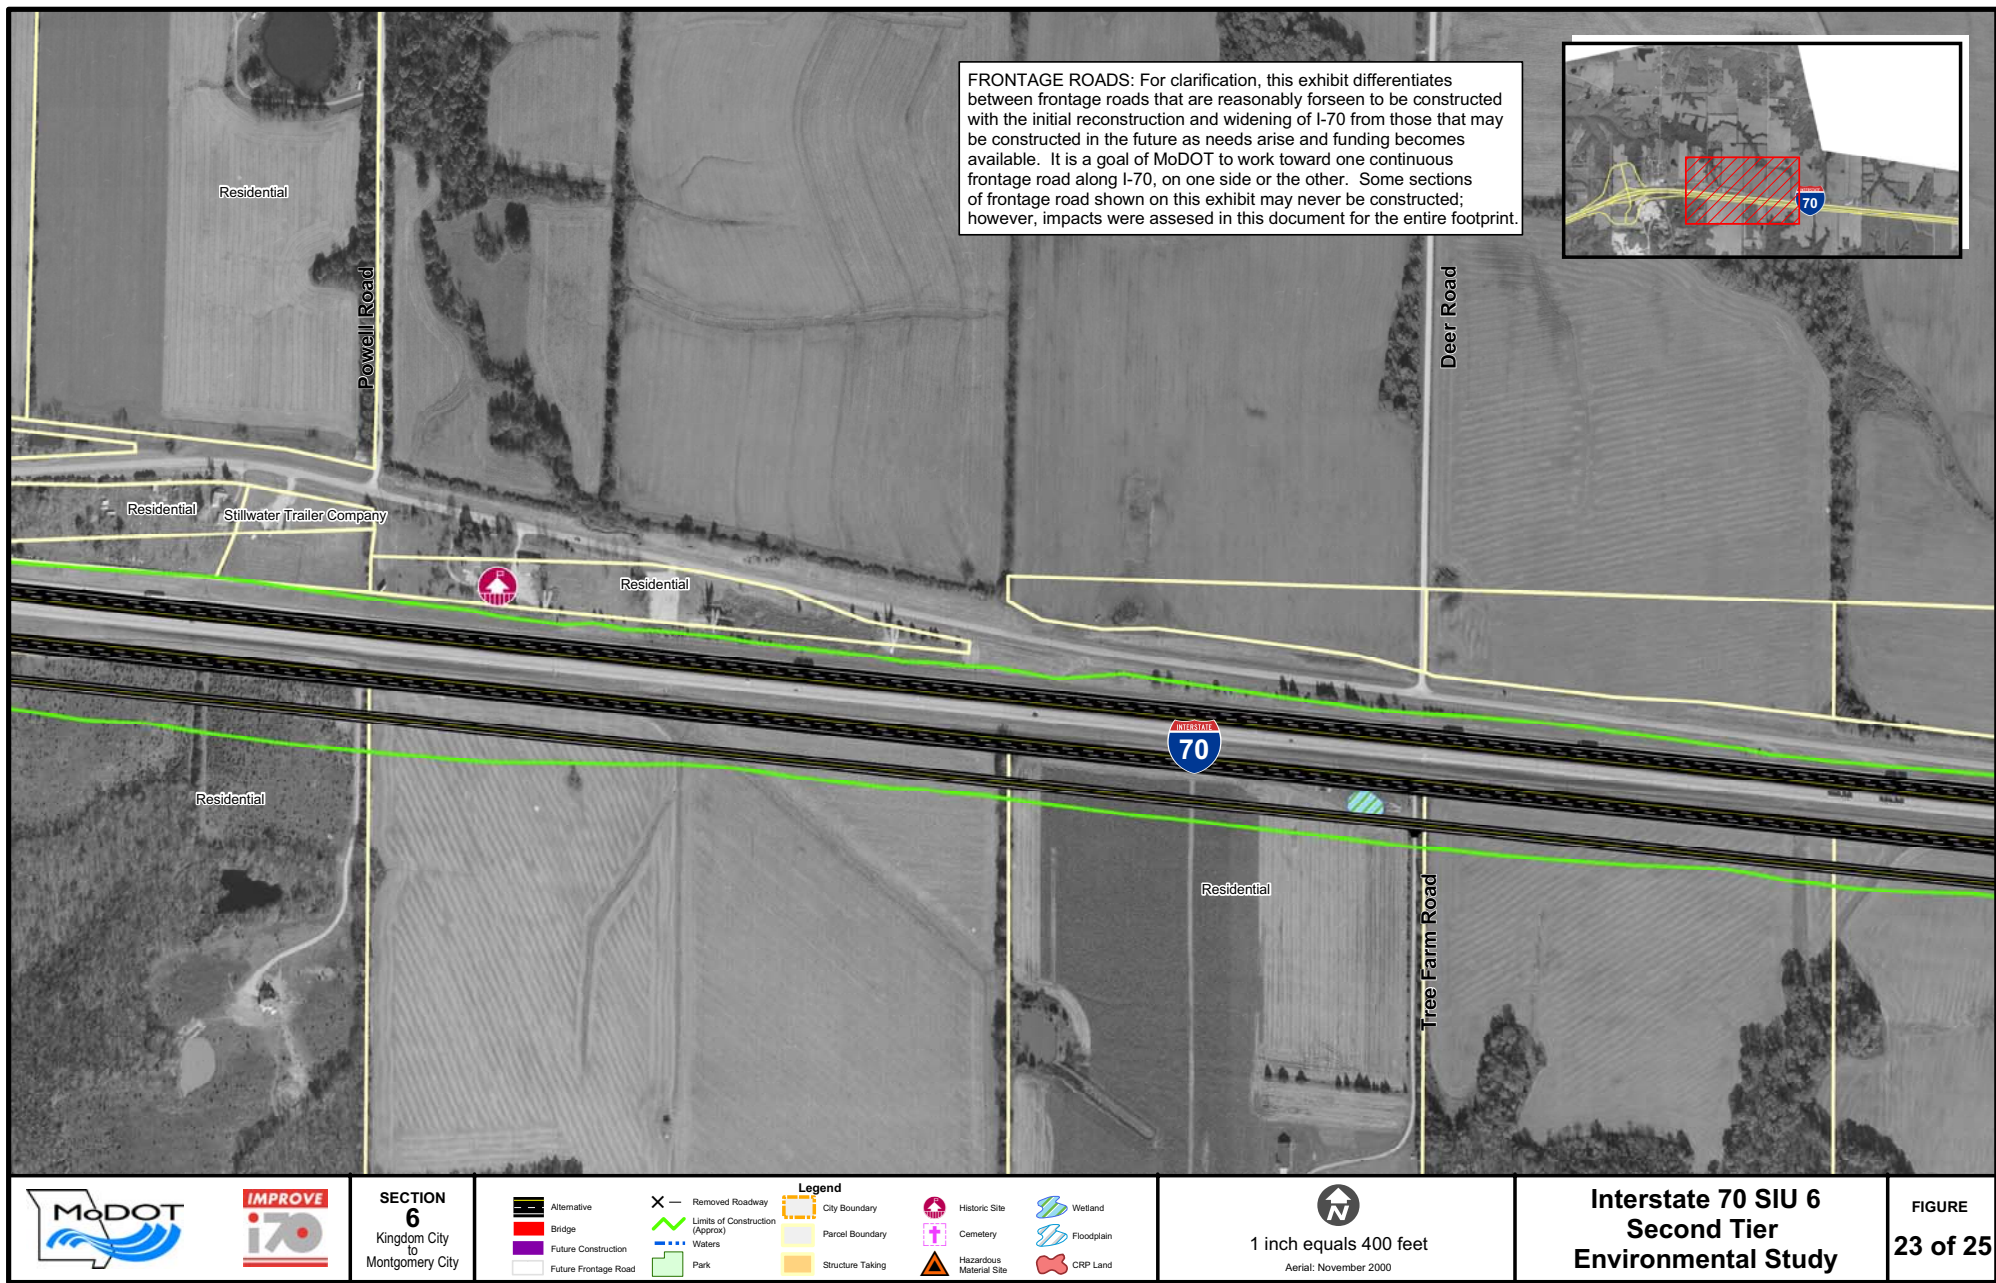 FRONTAGE ROADS: For clarification, this exhibit differentiates
between frontage roads that are reasonably forseen to be constructed
with the initial reconstruction and widening of I-70 from those that may
be constructed in the future as needs arise and funding becomes
available. It is a goal of MoDOT to work toward one continuous
frontage road along I-70, on one side or the other. Some sections
of frontage road shown on this exhibit may never be constructed;
however, impacts were assesed in this document for the entire footprint.
INTERSTATE
70
Residential
Powell Road
Deer Road
Residential
Stillwater Trailer Company
Residential
INTERSTATE
70
Residential
Residential
Tree Farm Road
MoDOT
IMPROVE
i70
SECTION
6
Kingdom City
to
Montgomery City
Legend
Alternative
Bridge
Future Construction
Future Frontage Road
Removed Roadway
Limits of Construction
(Approx)
Waters
Park
City Boundary
Parcel Boundary
Structure Taking
Historic Site
Cemetery
Hazardous
Material Site
Wetland
Floodplain
CRP Land
N
1 inch equals 400 feet
Aerial: November 2000
Interstate 70 SIU 6
Second Tier
Environmental Study
FIGURE
23 of 25